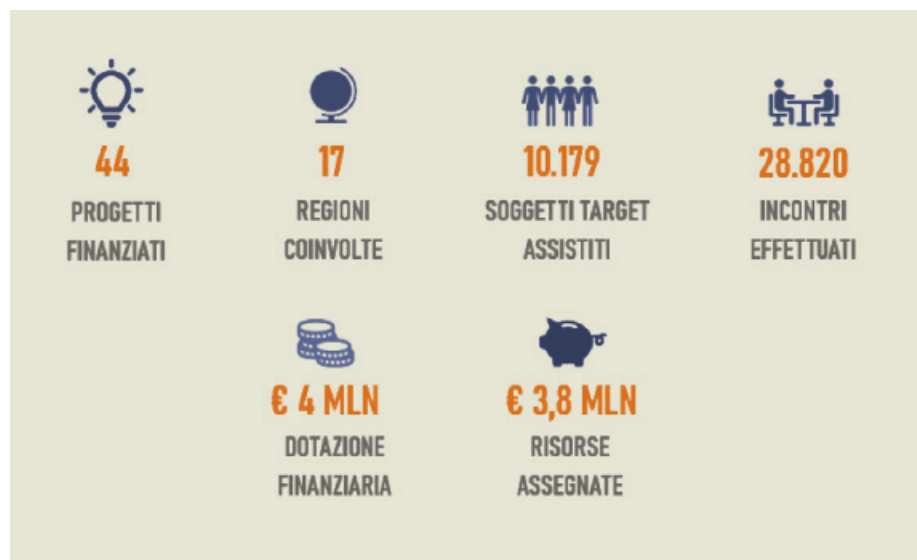 44
PROGETTI
FINANZIATI
17
REGIONI
COINVOLTE
10.179
SOGGETTI TARGET
ASSISTITI
28.820
INCONTRI
EFFETTUATI
€ 4 MLN
DOTAZIONE
FINANZIARIA
€ 3,8 MLN
RISORSE
ASSEGNATE